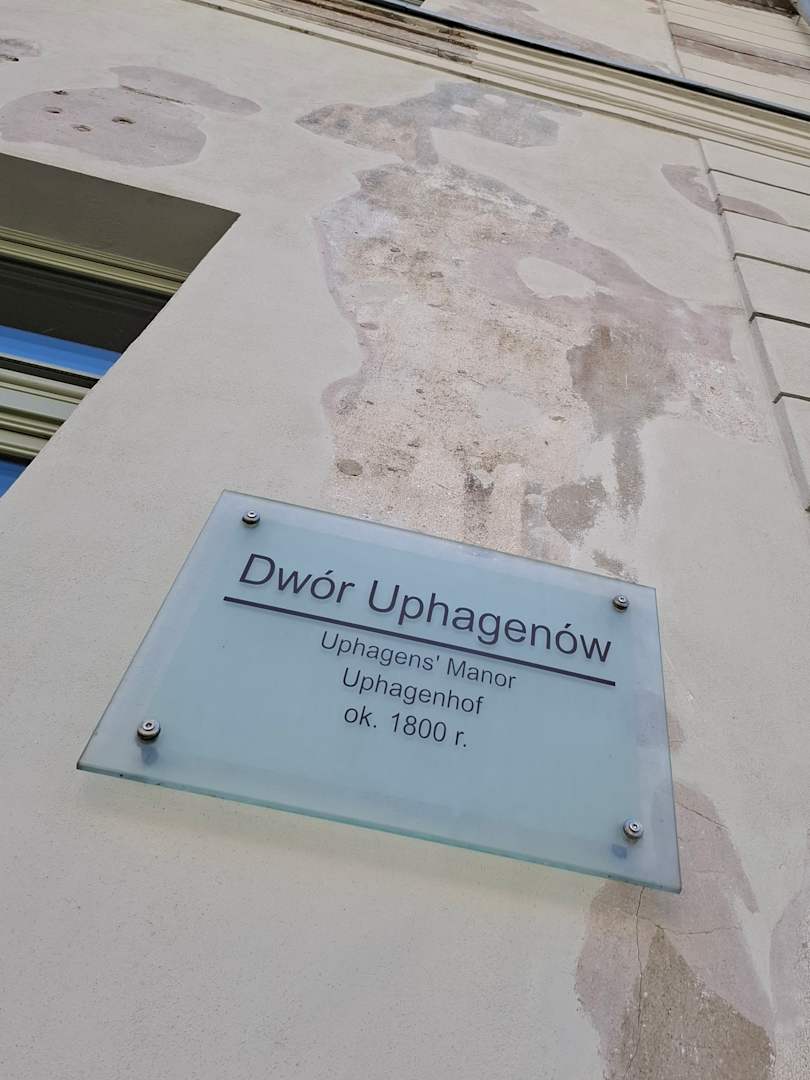 Dwór Uphagenów
Uphagens' Manor
Uphagenhof
ok. 1800 r.